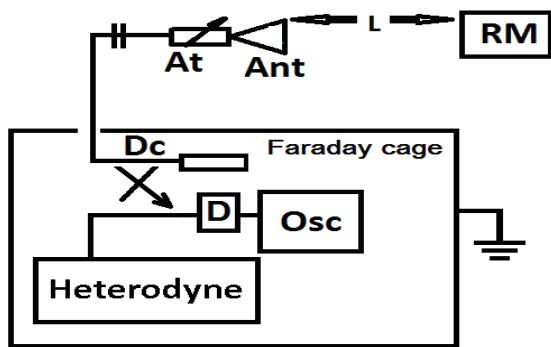 L
RM
At
Ant
Dc
Faraday cage
D
Osc
Heterodyne